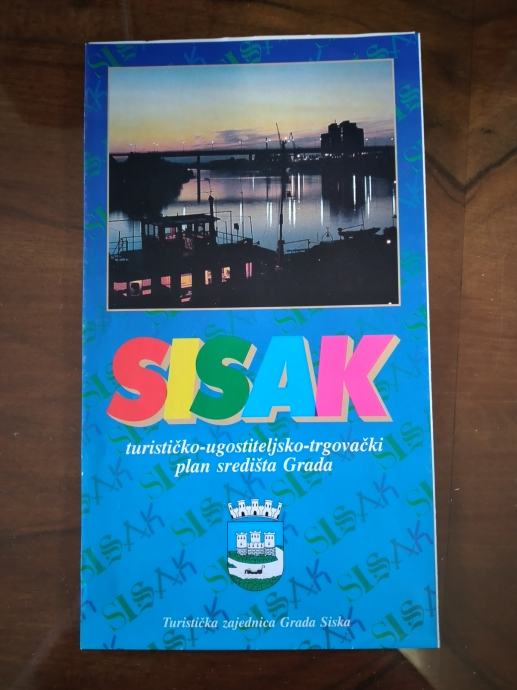 SISAK
turističko-ugostiteljsko-trgovački
plan središta Grada
Turistička zajednica Grada Siska